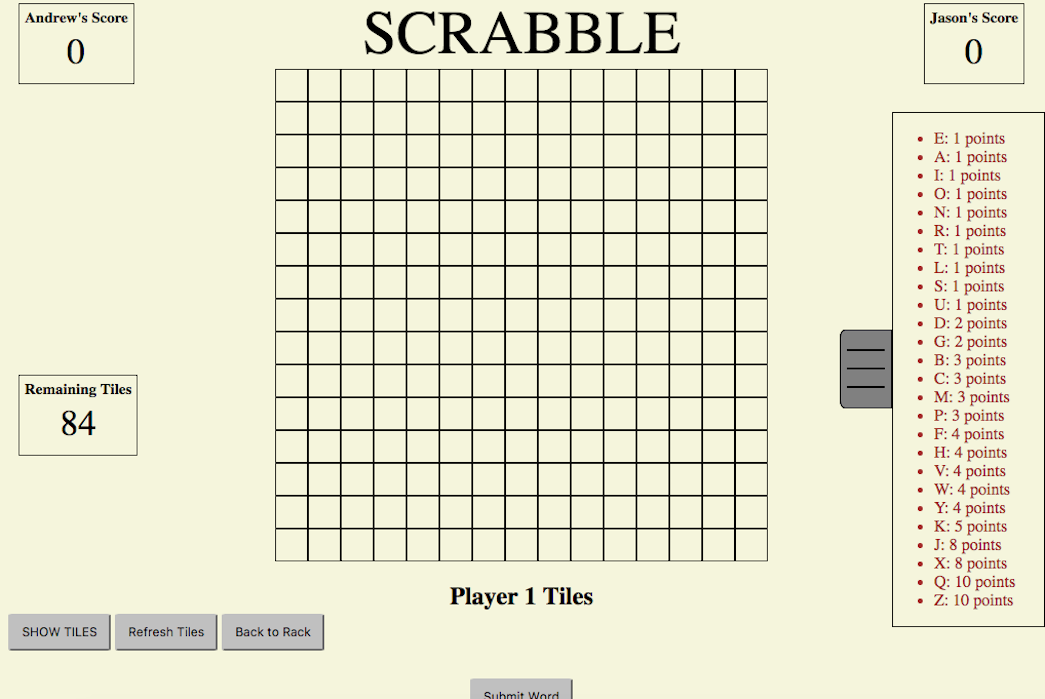 Andrew's Score
0
SCRABBLE
Jason's Score
0
E: 1 points
A: 1 points
I: 1 points
O: 1 points
N: 1 points
R: 1 points
T: 1 points
L: 1 points
S: 1 points
U: 1 points
D: 2 points
G: 2 points
B: 3 points
C: 3 points
M: 3 points
P: 3 points
F: 4 points
H: 4 points
V: 4 points
W: 4 points
Y: 4 points
K: 5 points
J: 8 points
X: 8 points
Q: 10 points
Z: 10 points
Remaining Tiles
84
Player 1 Tiles
SHOW TILES
Refresh Tiles
Back to Rack
Submit Word